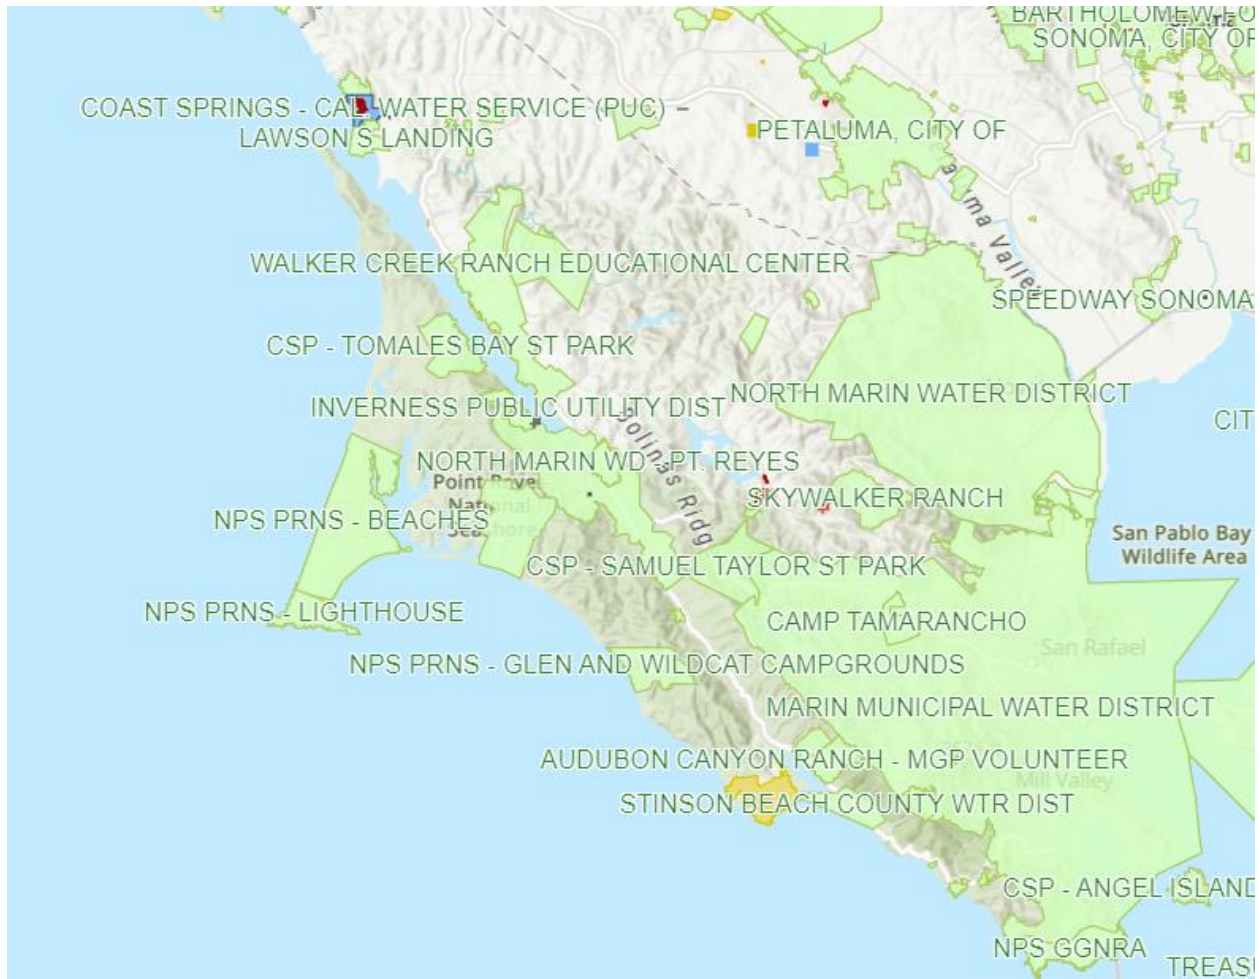 BARTHOLOMEW FO
SONOMA, CITY OF
COAST SPRINGS - CAL WATER SERVICE (PUC)
LAWSON S LANDING
PETALUMA, CITY OF
WALKER CREEK RANCH EDUCATIONAL CENTER
SPEEDWAY SONOMA
CSP - TOMALES BAY ST PARK
NORTH MARIN WATER DISTRICT
INVERNESS PUBLIC UTILITY DIST
CIT
Bolinas Ridg
NORTH MARIN WD - PT. REYES
Point Reyes
National
Seashore
SKYWALKER RANCH
NPS PRNS - BEACHES
San Pablo Bay
Wildlife Area
CSP - SAMUEL TAYLOR ST PARK
NPS PRNS - LIGHTHOUSE
CAMP TAMARANCHO
San Rafael
NPS PRNS - GLEN AND WILDCAT CAMPGROUNDS
MARIN MUNICIPAL WATER DISTRICT
AUDUBON CANYON RANCH - MGP VOLUNTEER
Mill Valley
STINSON BEACH COUNTY WTR DIST
CSP - ANGEL ISLAND
NPS GGNRA
TREAS